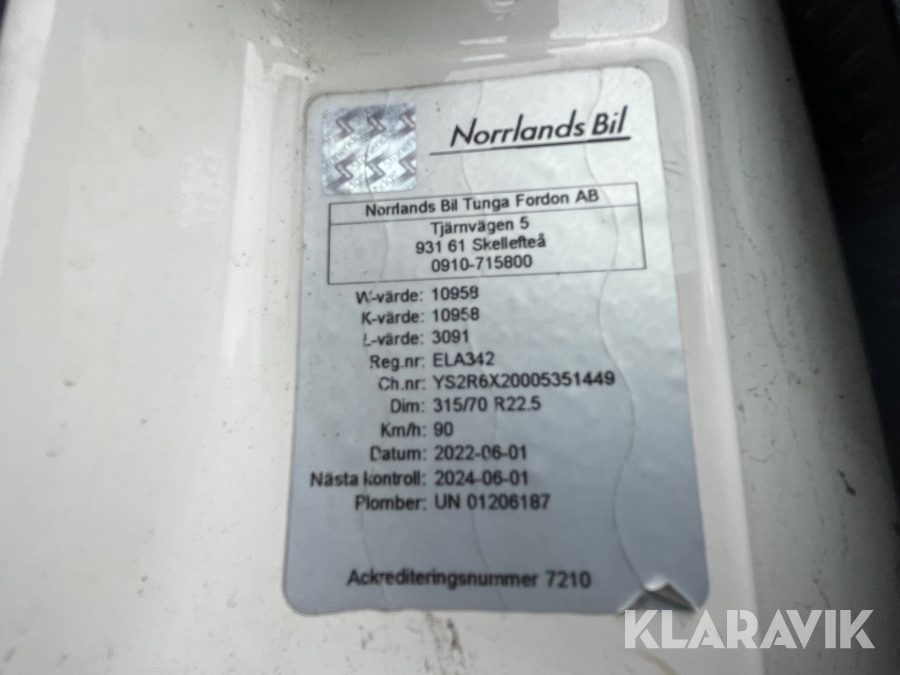 Norrlands Bil
Norrlands Bil Tunga Fordon AB
Tjärnvägen 5
931 61 Skellefteå
0910-715800
W-värde: 10958
K-värde: 10958
L-värde: 3091
Reg.nr: ELA342
Ch.nr: YS2R6X20005351449
Dim: 315/70 R22.5
Km/h: 90
Datum: 2022-06-01
Nästa kontroll: 2024-06-01
Plomber: UN 01206187
Ackrediteringsnummer 7210
KLARAVIK